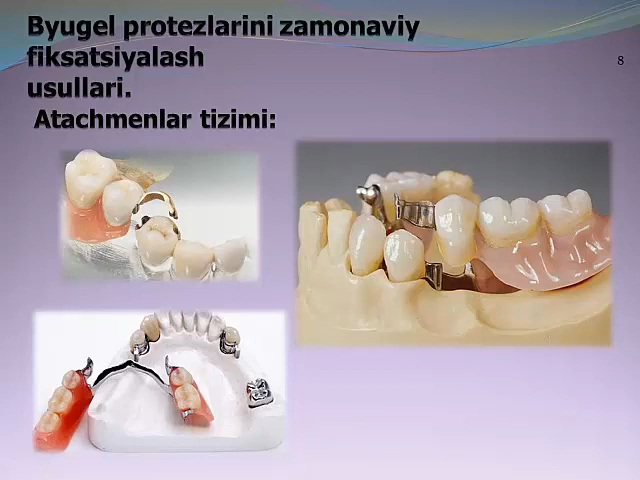 Byugel protezlarini zamonaviy
fiksatsiyalash
usullari.
Atachmenlar tizimi:
8